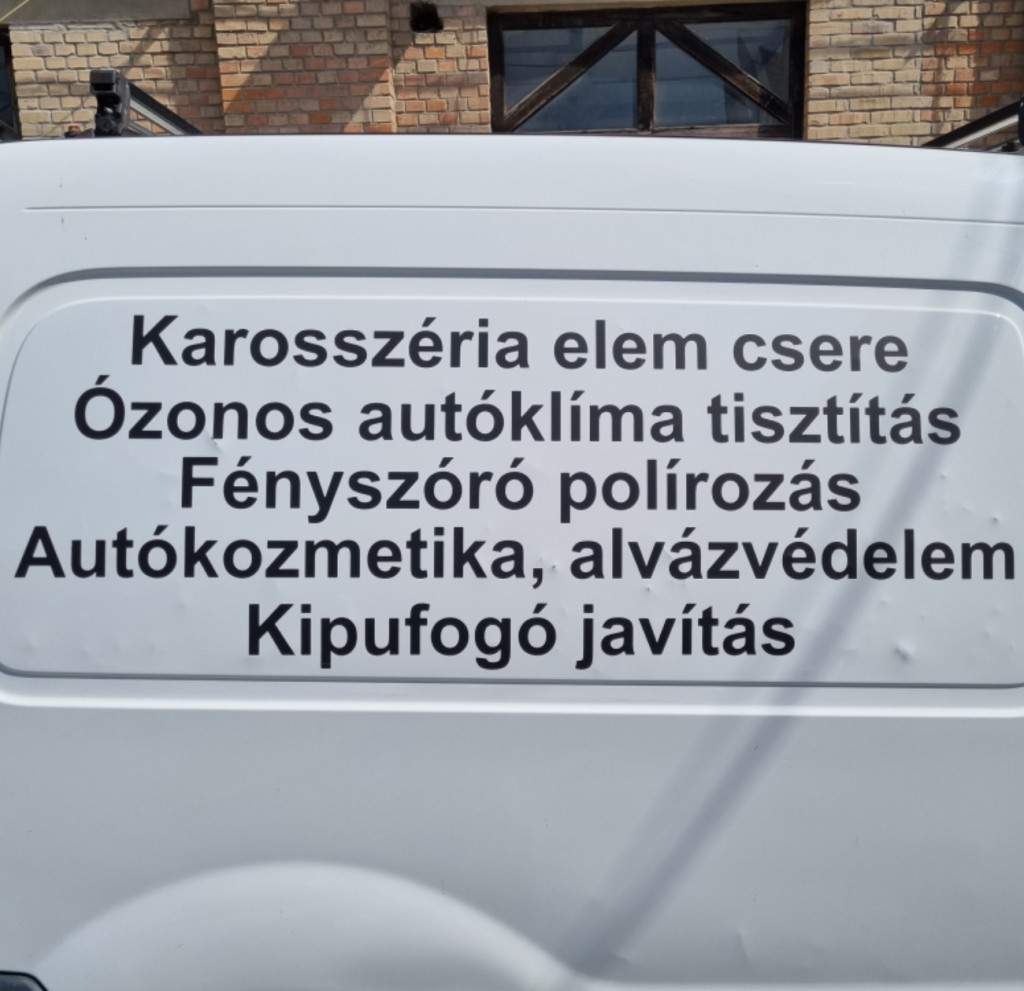 Karosszéria elem csere
Ózonos autóklíma tisztítás
Fényszóró polírozás
Autókozmetika, alvázvédelem
Kipufogó javítás